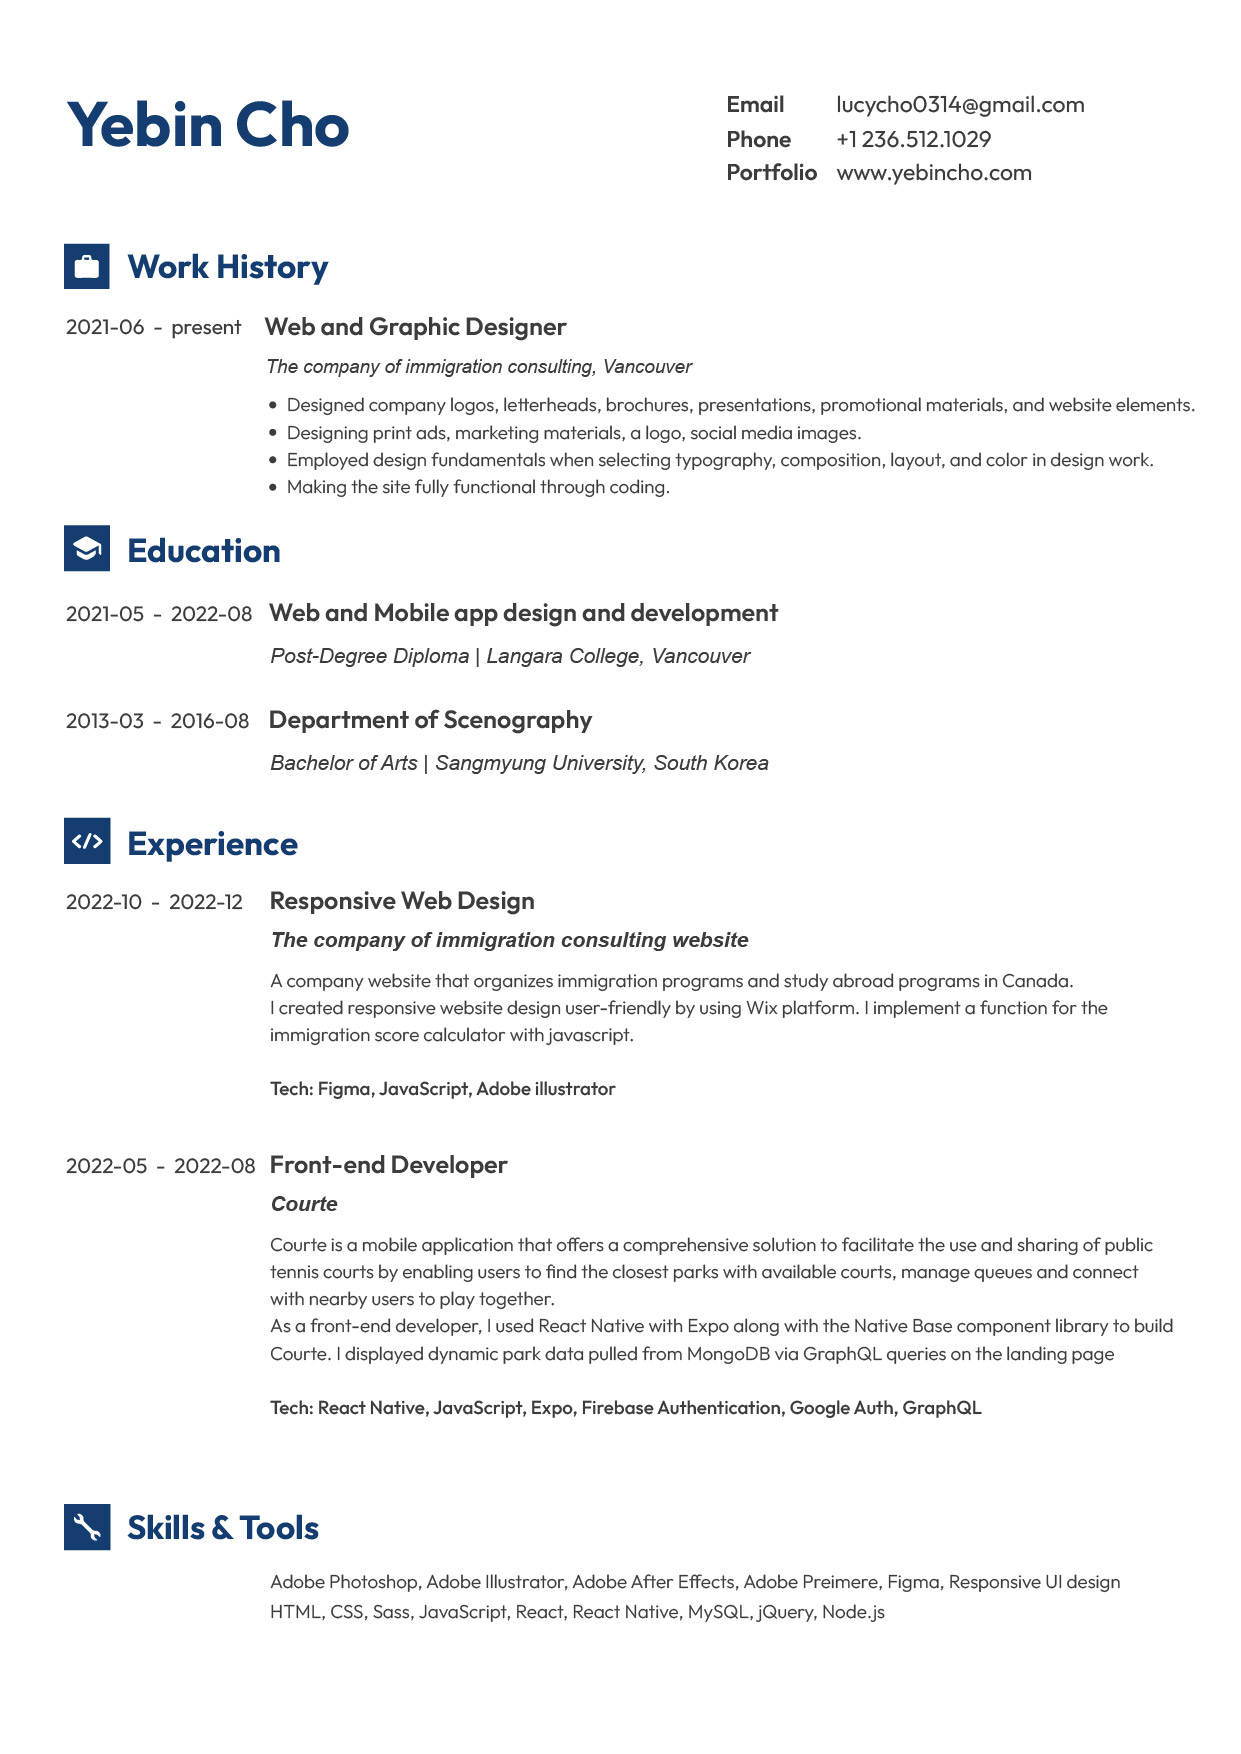 Yebin Cho
Email lucycho0314@gmail.com
Phone +1 236.512.1029
Portfolio www.yebincho.com
Work History
2021-06 - present Web and Graphic Designer
The company of immigration consulting, Vancouver
• Designed company logos, letterheads, brochures, presentations, promotional materials, and website elements.
• Designing print ads, marketing materials, a logo, social media images.
• Employed design fundamentals when selecting typography, composition, layout, and color in design work.
• Making the site fully functional through coding.
Education
2021-05 - 2022-08 Web and Mobile app design and development
Post-Degree Diploma | Langara College, Vancouver
2013-03 - 2016-08 Department of Scenography
Bachelor of Arts | Sangmyung University, South Korea
Experience
2022-10 - 2022-12 Responsive Web Design
The company of immigration consulting website
A company website that organizes immigration programs and study abroad programs in Canada.
I created responsive website design user-friendly by using Wix platform. I implement a function for the
immigration score calculator with javascript.
Tech: Figma, JavaScript, Adobe illustrator
2022-05 - 2022-08 Front-end Developer
Courte
Courte is a mobile application that offers a comprehensive solution to facilitate the use and sharing of public
tennis courts by enabling users to find the closest parks with available courts, manage queues and connect
with nearby users to play together.
As a front-end developer, I used React Native with Expo along with the Native Base component library to build
Courte. I displayed dynamic park data pulled from MongoDB via GraphQL queries on the landing page
Tech: React Native, JavaScript, Expo, Firebase Authentication, Google Auth, GraphQL
Skills & Tools
Adobe Photoshop, Adobe Illustrator, Adobe After Effects, Adobe Preimere, Figma, Responsive UI design
HTML, CSS, Sass, JavaScript, React, React Native, MySQL, jQuery, Node.js